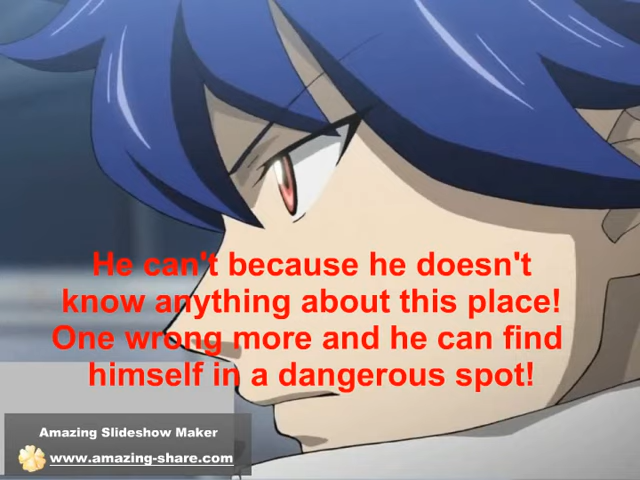 He can't because he doesn't
know anything about this place!
One wrong more and he can find
himself in a dangerous spot!
Amazing Slideshow Maker
www.amazing-share.com